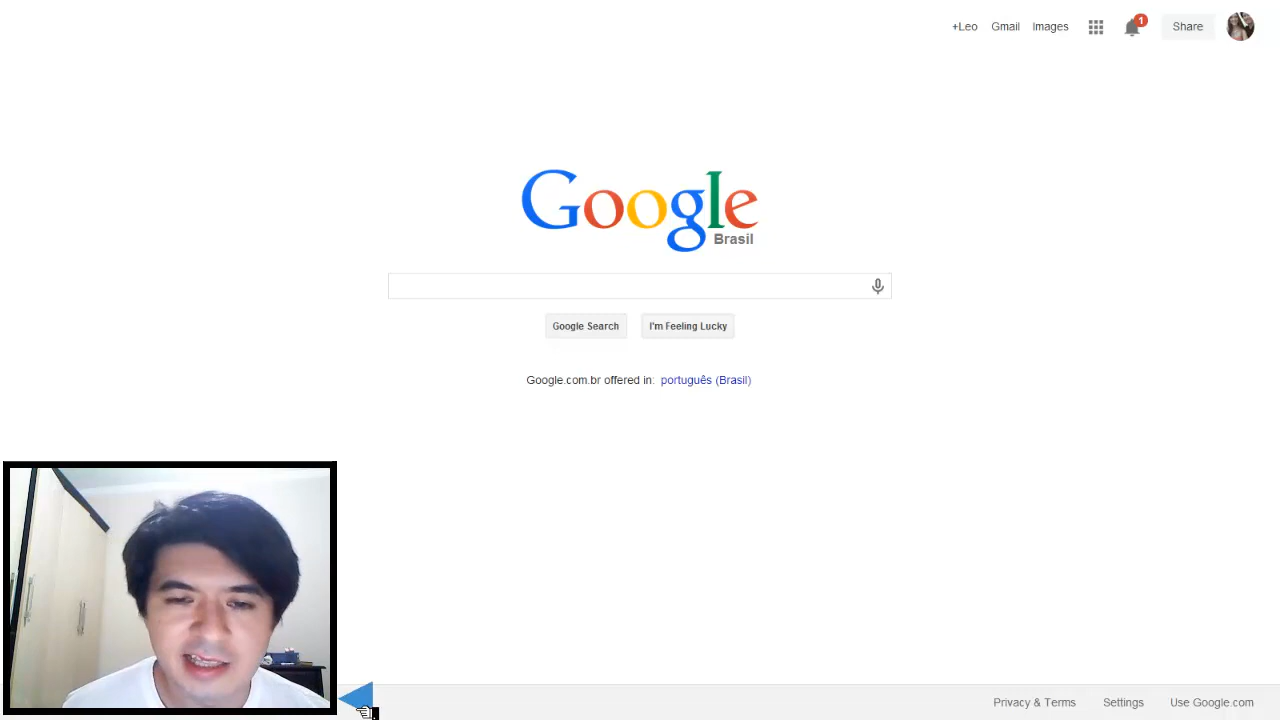 +Leo Gmail Images 1 Share
Google
Brasil
Google Search I'm Feeling Lucky
Google.com.br offered in: português (Brasil)
Privacy & Terms Settings Use Google.com